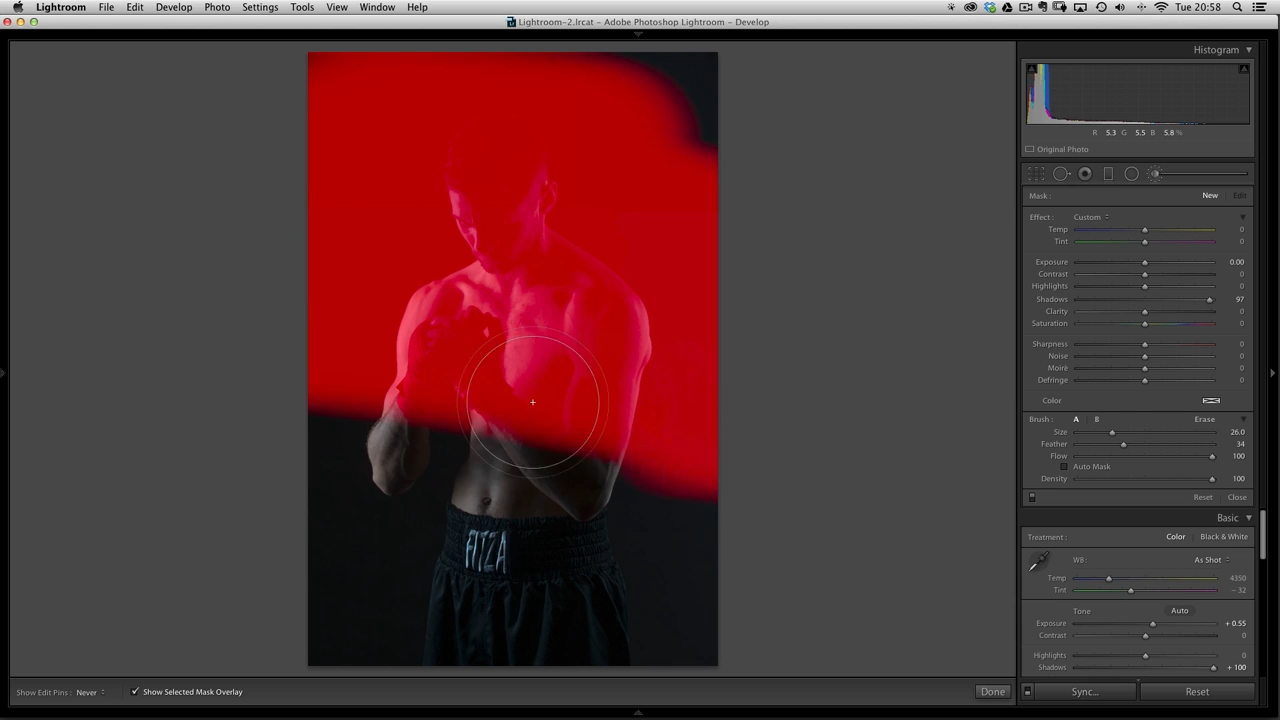 Lightroom File Edit Develop Photo Settings Tools View Window Help Tue 20:58
Lightroom-2.lrcat – Adobe Photoshop Lightroom – Develop
Histogram
R 5.3 G 5.5 B 5.8 %
Original Photo
Mask : New Edit
Effect : Custom
Temp 0
Tint 0
Exposure 0.00
Contrast 0
Highlights 0
Shadows 97
Clarity 0
Saturation 0
Sharpness 0
Noise 0
Moiré 0
Defringe 0
Color
Brush : A B Erase
Size 26.0
Feather 34
Flow 100
Auto Mask
Density 100
Reset Close
Basic
Treatment : Color Black & White
WB : As Shot
Temp 4350
Tint – 32
Tone Auto
Exposure + 0.55
Contrast 0
Highlights 0
Shadows + 100
FITZA
Show Edit Pins : Never Show Selected Mask Overlay Done Sync... Reset